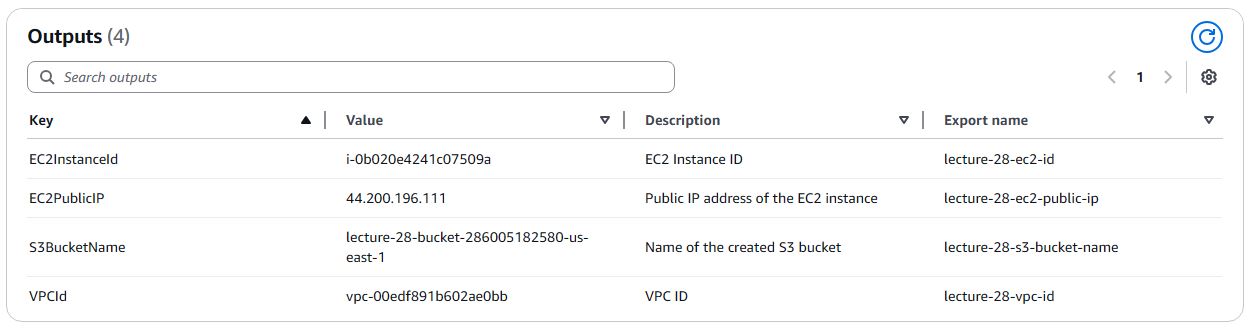 Outputs (4)
Search outputs
1
Key Value Description Export name
EC2InstanceId i-0b020e4241c07509a EC2 Instance ID lecture-28-ec2-id
EC2PublicIP 44.200.196.111 Public IP address of the EC2 instance lecture-28-ec2-public-ip
S3BucketName lecture-28-bucket-286005182580-us-
east-1 Name of the created S3 bucket lecture-28-s3-bucket-name
VPCId vpc-00edf891b602ae0bb VPC ID lecture-28-vpc-id